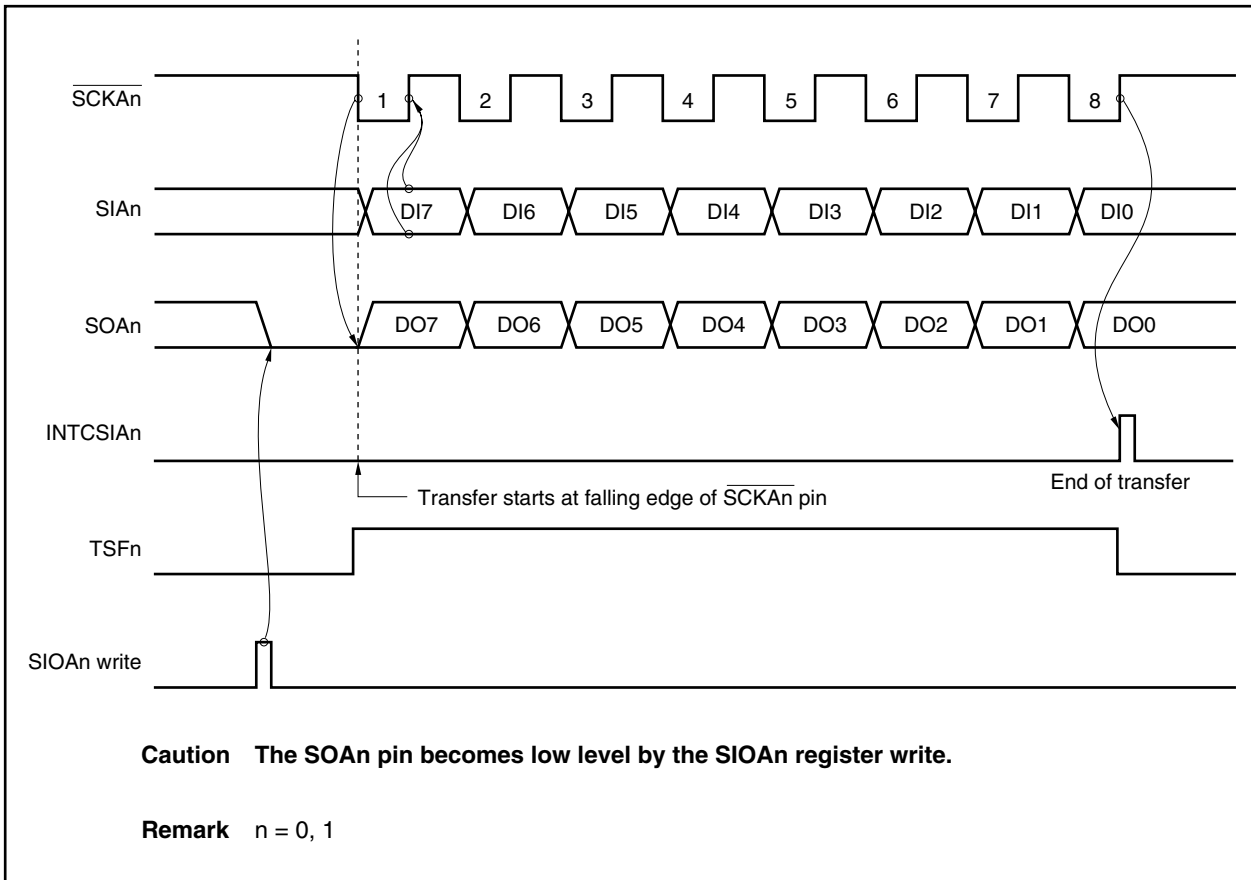 SCKAn
1 2 3 4 5 6 7 8
SIAn
DI7 DI6 DI5 DI4 DI3 DI2 DI1 DI0
SOAn
DO7 DO6 DO5 DO4 DO3 DO2 DO1 DO0
INTCSIAn
End of transfer
Transfer starts at falling edge of SCKAn pin
TSFn
SIOAn write
Caution The SOAn pin becomes low level by the SIOAn register write.
Remark n = 0, 1